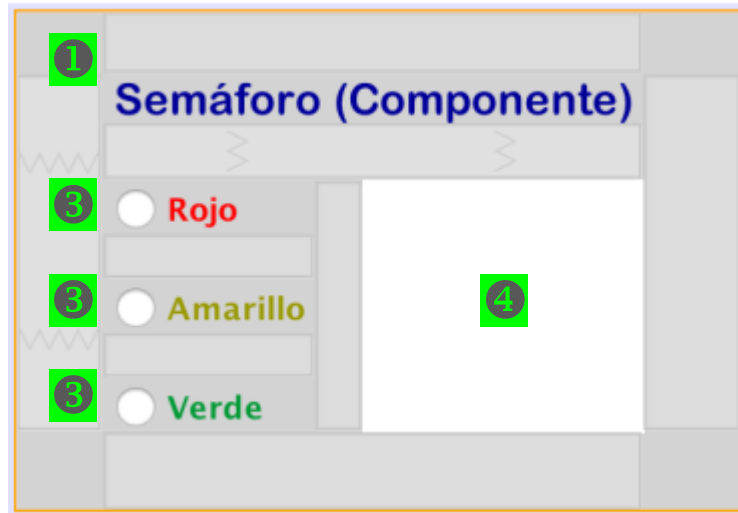 ❶
Semáforo (Componente)
❸ Rojo
❸ Amarillo
❹
❸ Verde